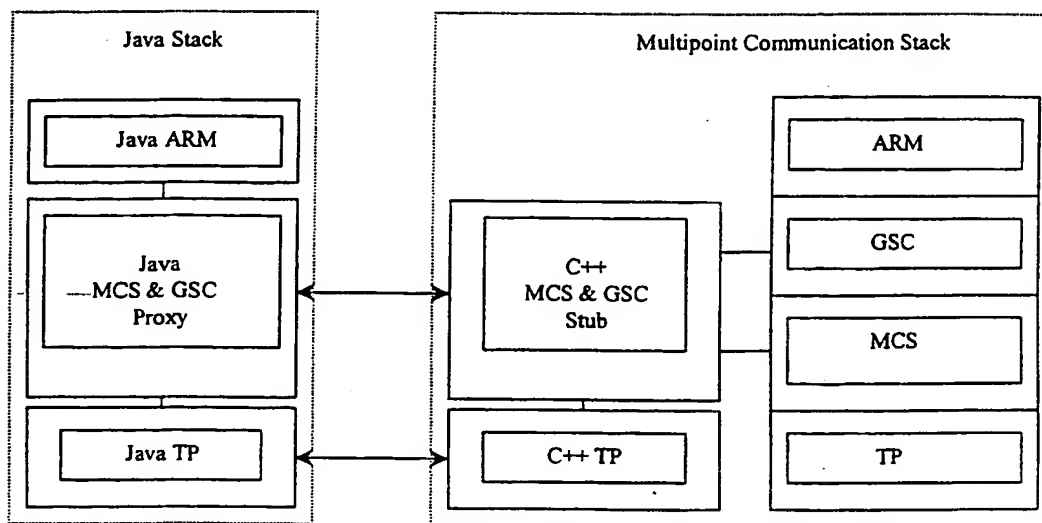 Java Stack
Multipoint Communication Stack
Java ARM
ARM
Java
MCS & GSC
Proxy
C++
MCS & GSC
Stub
GSC
MCS
Java TP
C++ TP
TP